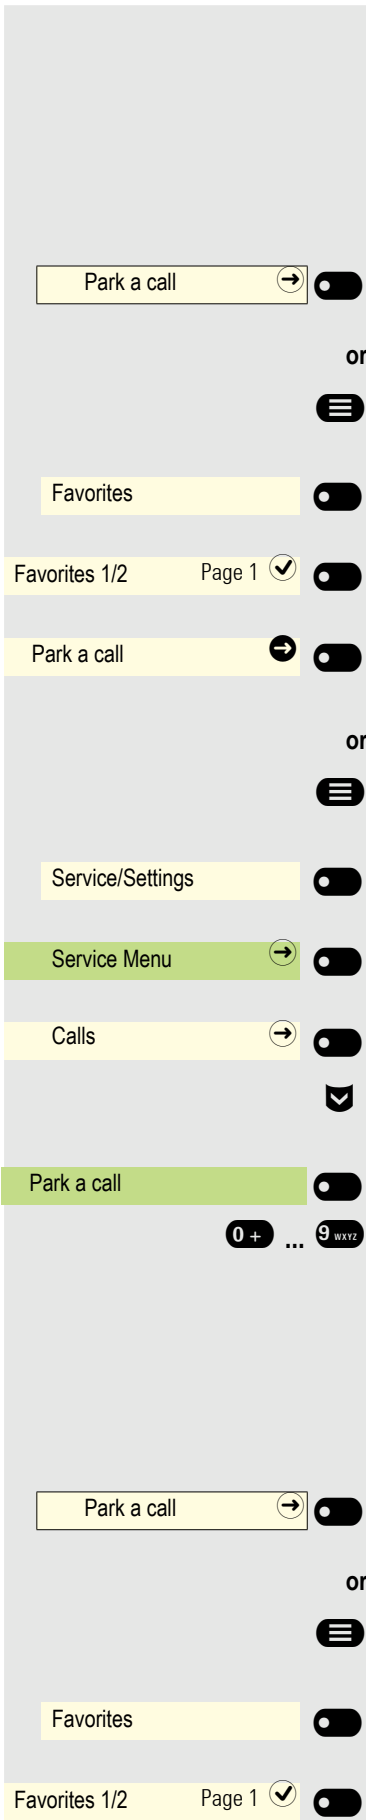 Park a call
or
Favorites
Favorites 1/2 Page 1
Park a call
or
Service/Settings
Service Menu
Calls
Park a call
0 + ... 9 WXYZ
Park a call
or
Favorites
Favorites 1/2 Page 1